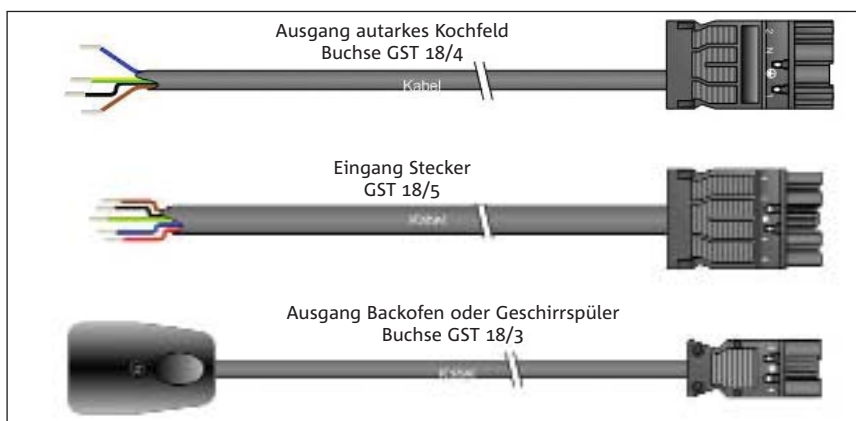 Ausgang autarkes Kochfeld
Buchse GST 18/4
Kabel
Eingang Stecker
GST 18/5
Kabel
Ausgang Backofen oder Geschirrspüler
Buchse GST 18/3
Kabel